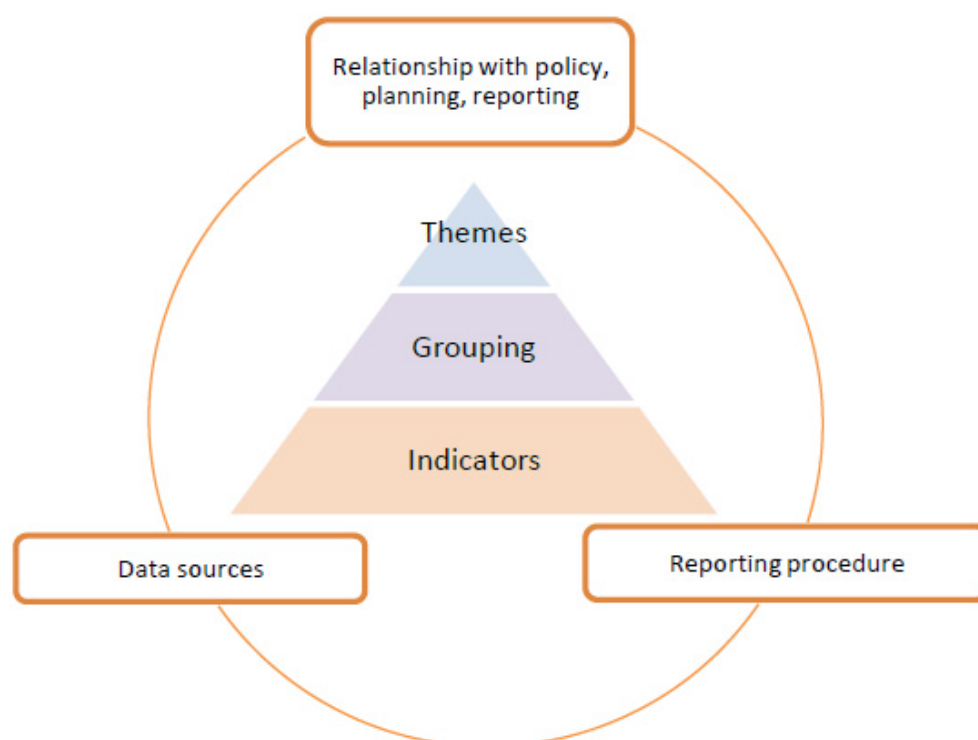 Relationship with policy,
planning, reporting
Themes
Grouping
Indicators
Data sources
Reporting procedure